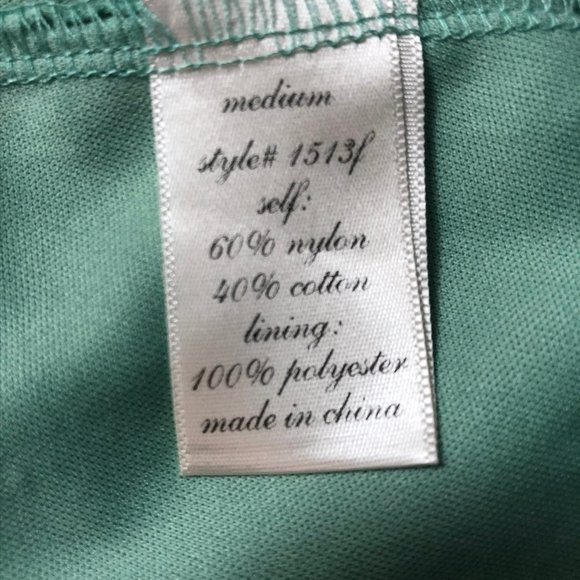 medium
style# 1513f
self:
60% nylon
40% cotton
lining:
100% polyester
made in china